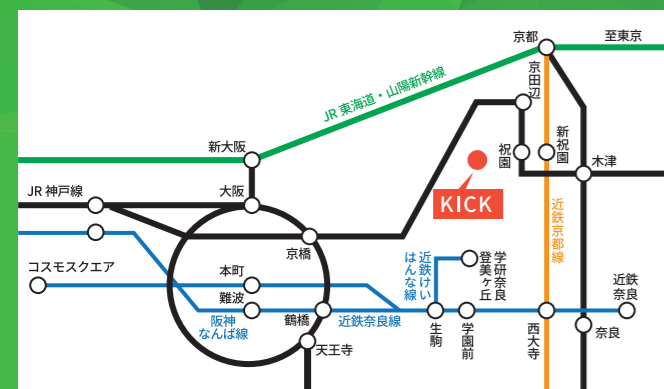 京都
至東京
京田辺
JR 東海道・山陽新幹線
新祝園
新大阪
祝園
木津
JR 神戸線
大阪
KICK
近鉄京都線
京橋
近鉄けい
はんな線
学研奈良
登美ヶ丘
コスモスクエア
本町
近鉄
奈良
難波
阪神
なんば線
鶴橋
近鉄奈良線
生駒
学園前
西大寺
奈良
天王寺